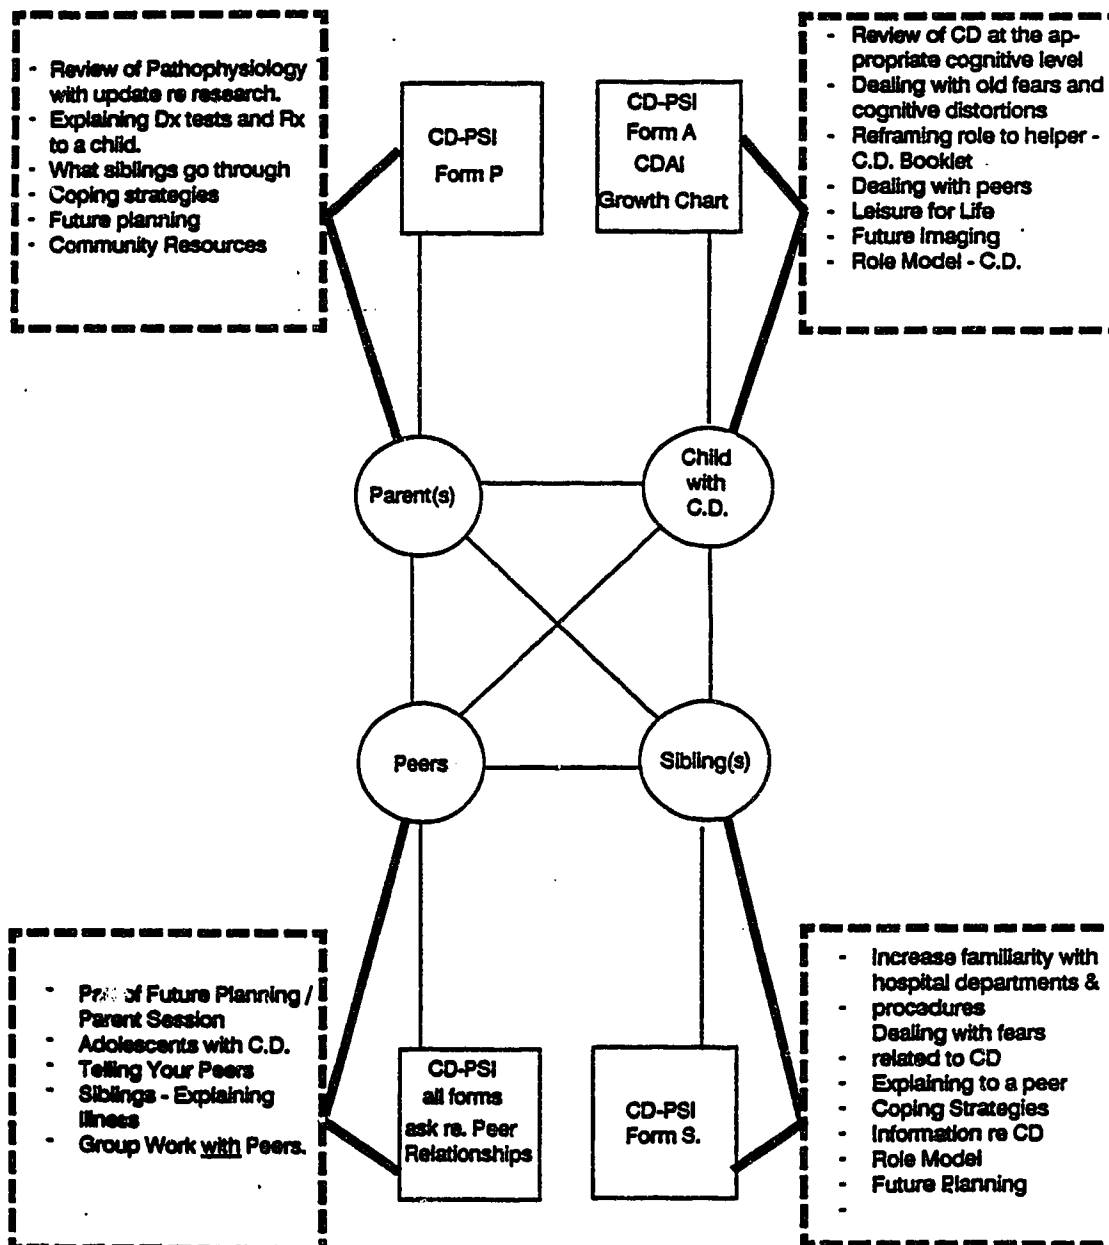 - Review of Pathophysiology
with update re research.
- Explaining Dx tests and Rx
to a child.
- What siblings go through
- Coping strategies
- Future planning
- Community Resources
CD-PSI
Form P
CD-PSI
Form A
CDAI
Growth Chart
- Review of CD at the ap-
propriate cognitive level
- Dealing with old fears and
cognitive distortions
- Reframing role to helper -
C.D. Booklet
- Dealing with peers
- Leisure for Life
- Future Imaging
- Role Model - C.D.
Parent(s)
Child
with
C.D.
Peers
Sibling(s)
- Part of Future Planning /
Parent Session
- Adolescents with C.D.
- Telling Your Peers
- Siblings - Explaining
Illness
- Group Work with Peers.
CD-PSI
all forms
ask re. Peer
Relationships
CD-PSI
Form S.
- Increase familiarity with
hospital departments &
- procedures
Dealing with fears
- related to CD
- Explaining to a peer
- Coping Strategies
- Information re CD
- Role Model
- Future Planning
-